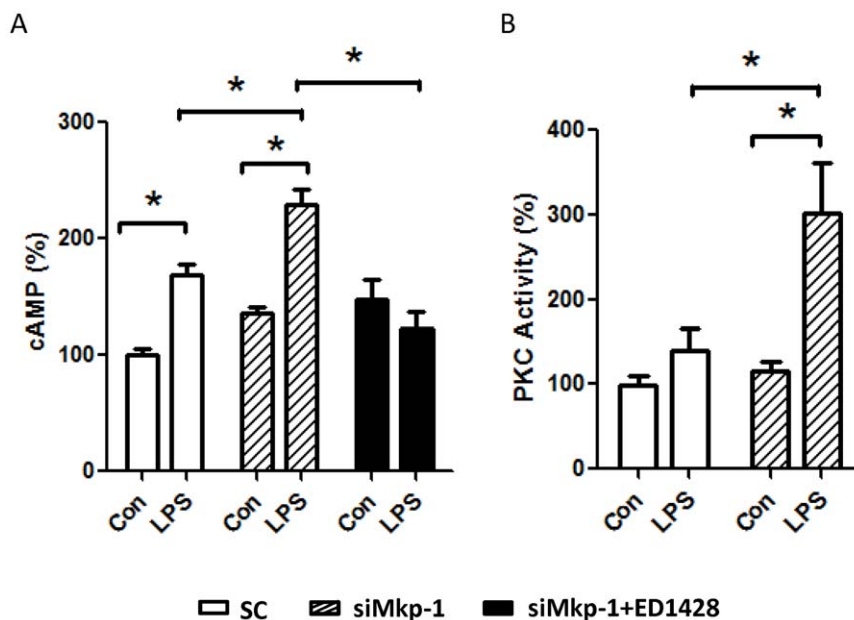 A
B
*
*
*
*
*
*
300
200
100
0
cAMP (%)
Con
LPS
Con
LPS
Con
LPS
400
300
200
100
0
PKC Activity (%)
Con
LPS
Con
LPS
SC
siMkp-1
siMkp-1+ED1428